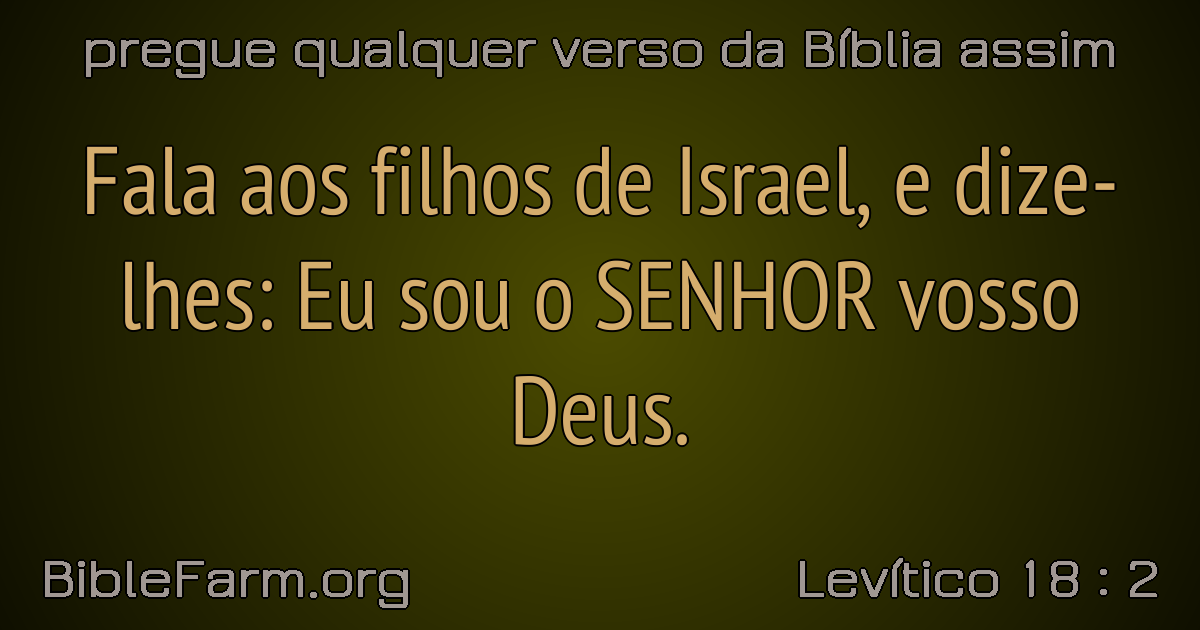 pregue qualquer verso da Bíblia assim
Fala aos filhos de Israel, e dize-
lhes: Eu sou o SENHOR vosso
Deus.
BibleFarm.org
Levítico 18 : 2